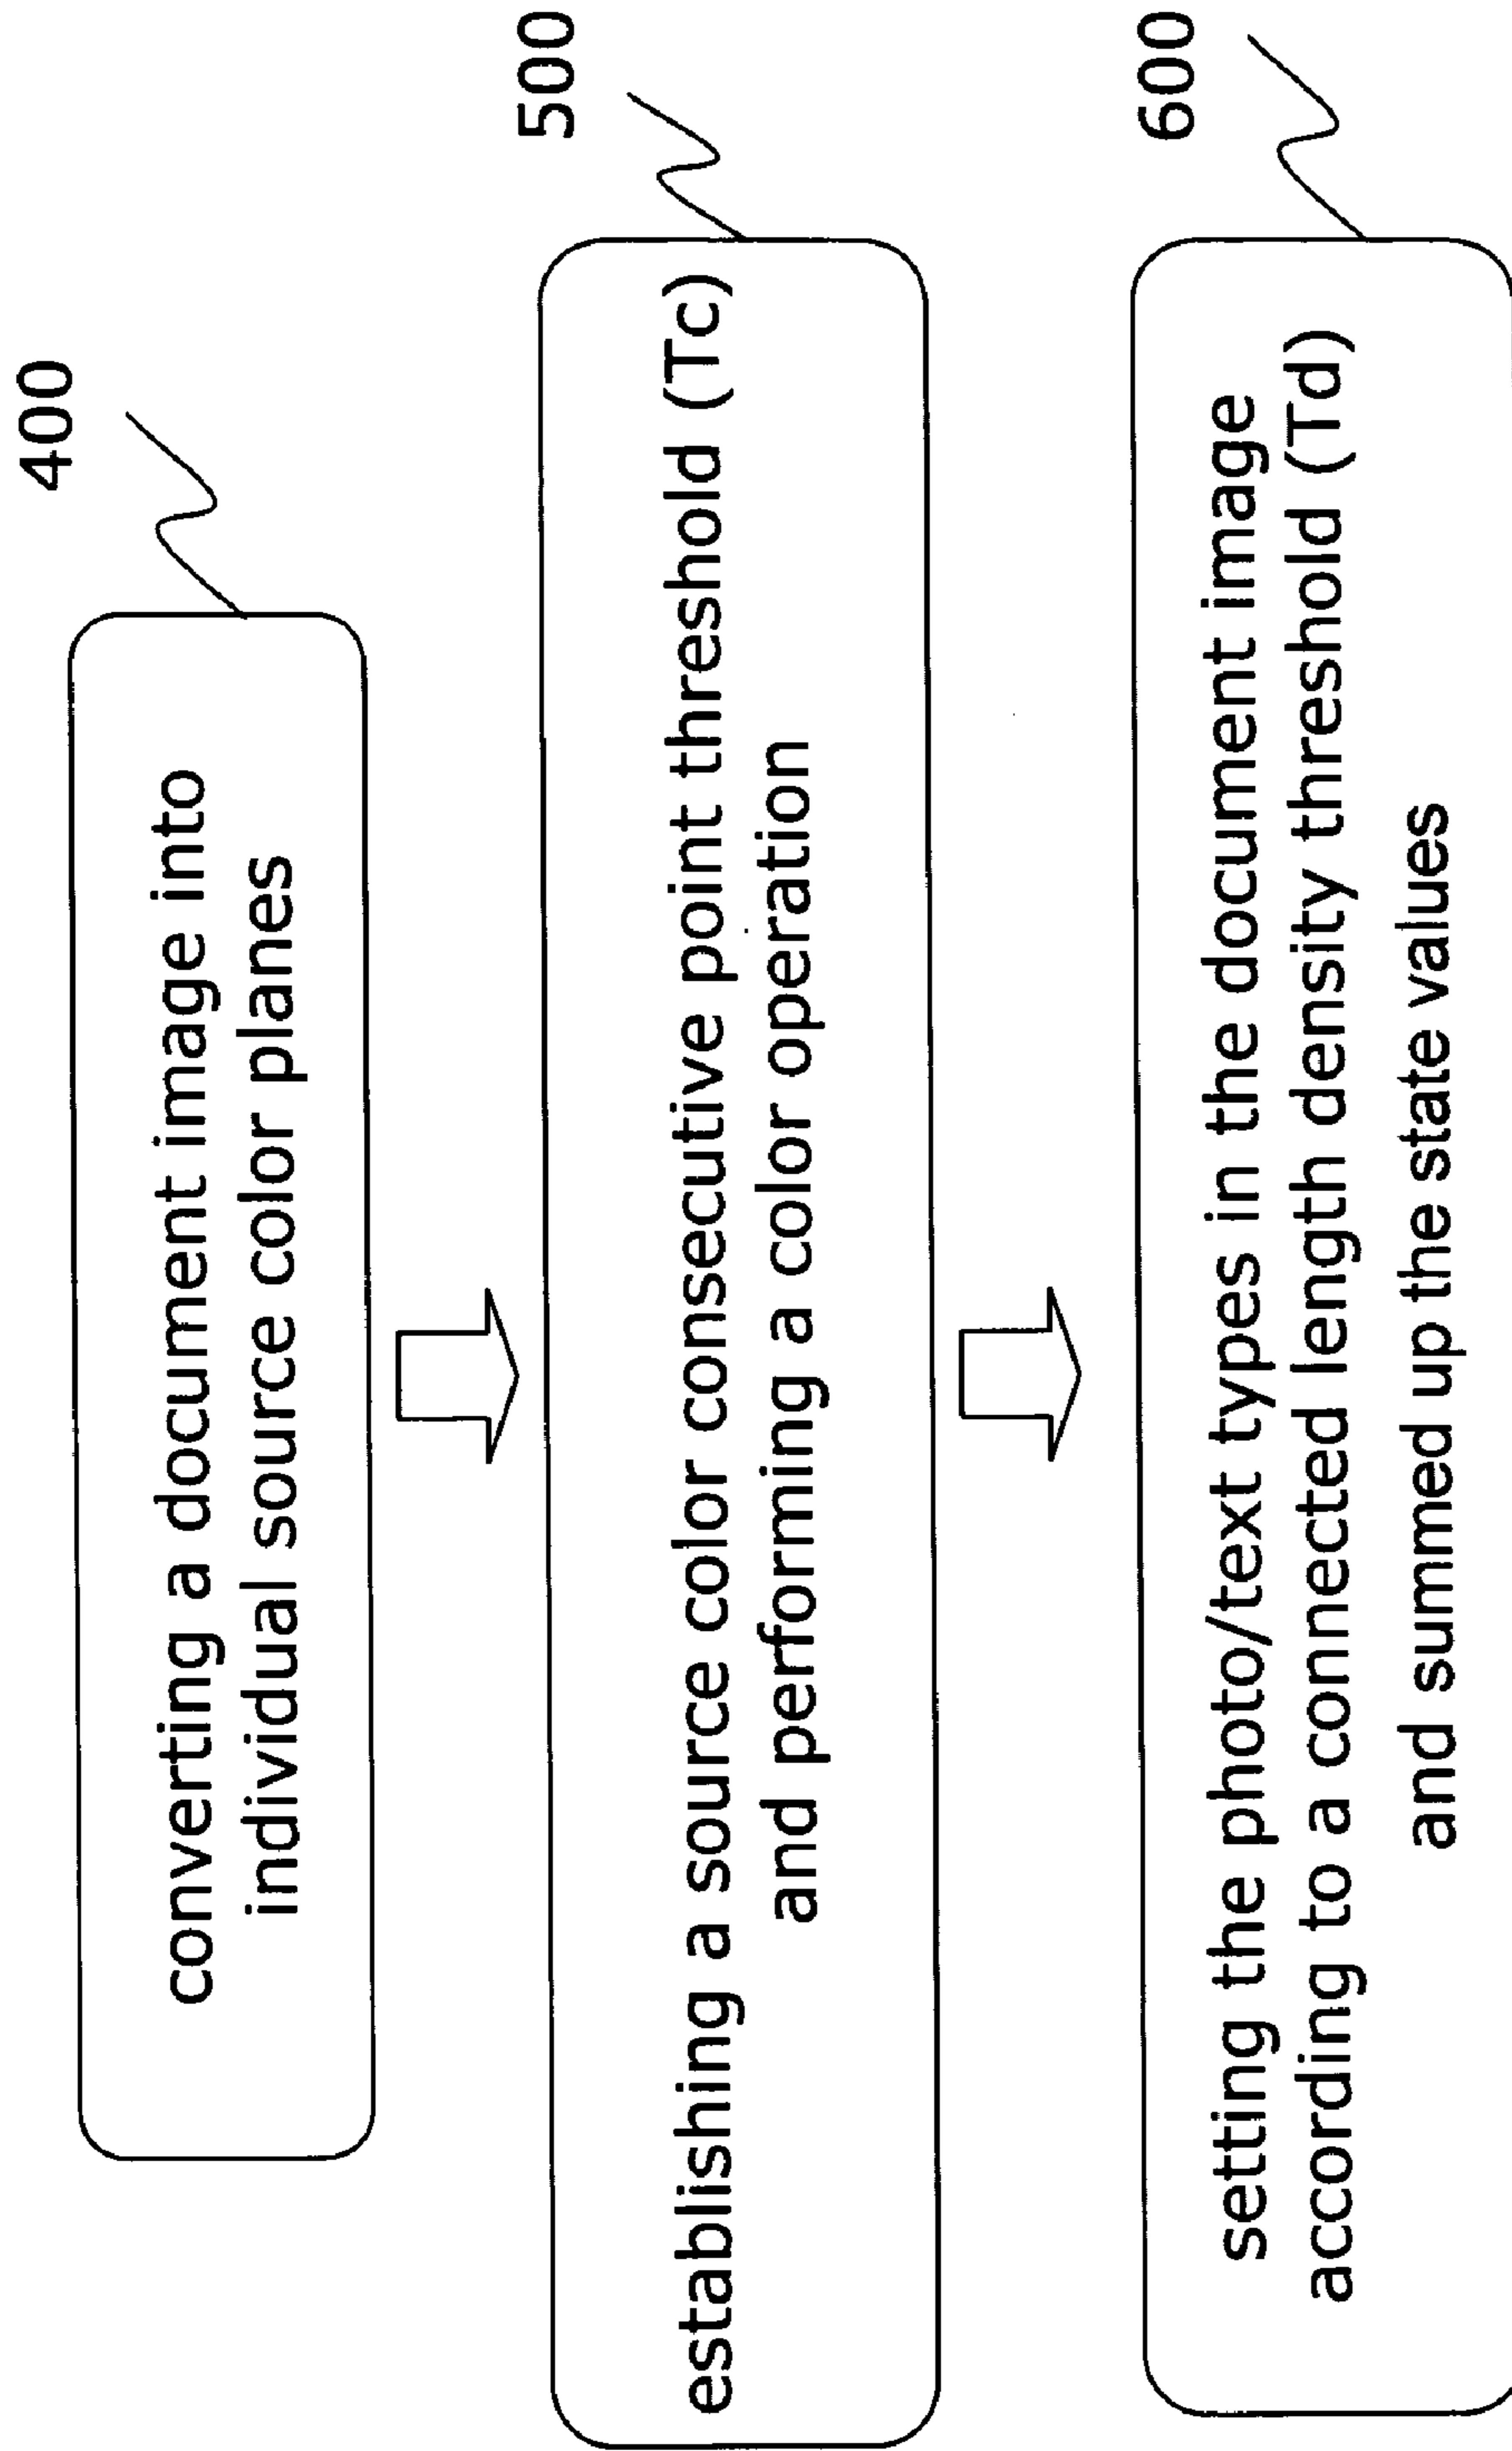 400
converting a document image into
individual source color planes
500
establishing a source color consecutive point threshold (Tc)
and performing a color operation
600
setting the photo/text types in the document image
according to a connected length density threshold (Td)
and summed up the state values